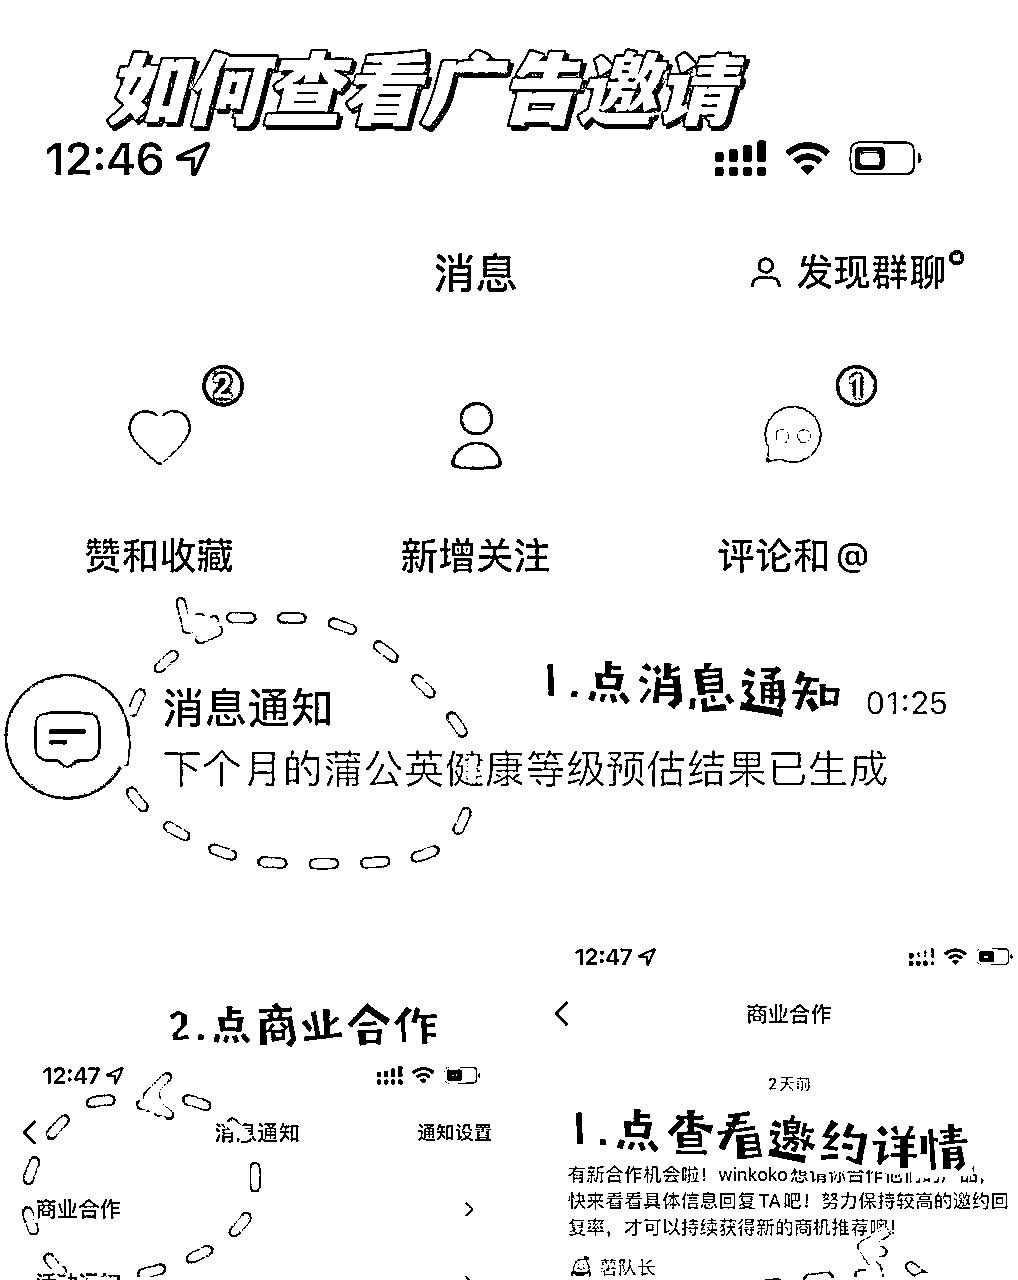 如何查看广告邀请
12:46
消息
发现群聊
2
1
赞和收藏
新增关注
评论和@
1.点消息通知
01:25
消息通知
下个月的蒲公英健康等级预估结果已生成
2.点商业合作
12:47
消息通知
通知设置
商业合作
12:47
商业合作
2天前
1.点查看邀约详情
有新合作机会啦！winkoko想请你合作他们的产品，
快来看看具体信息回复TA吧！努力保持较高的邀约回
复率，才可以持续获得新的商机推荐噢!
薯队长